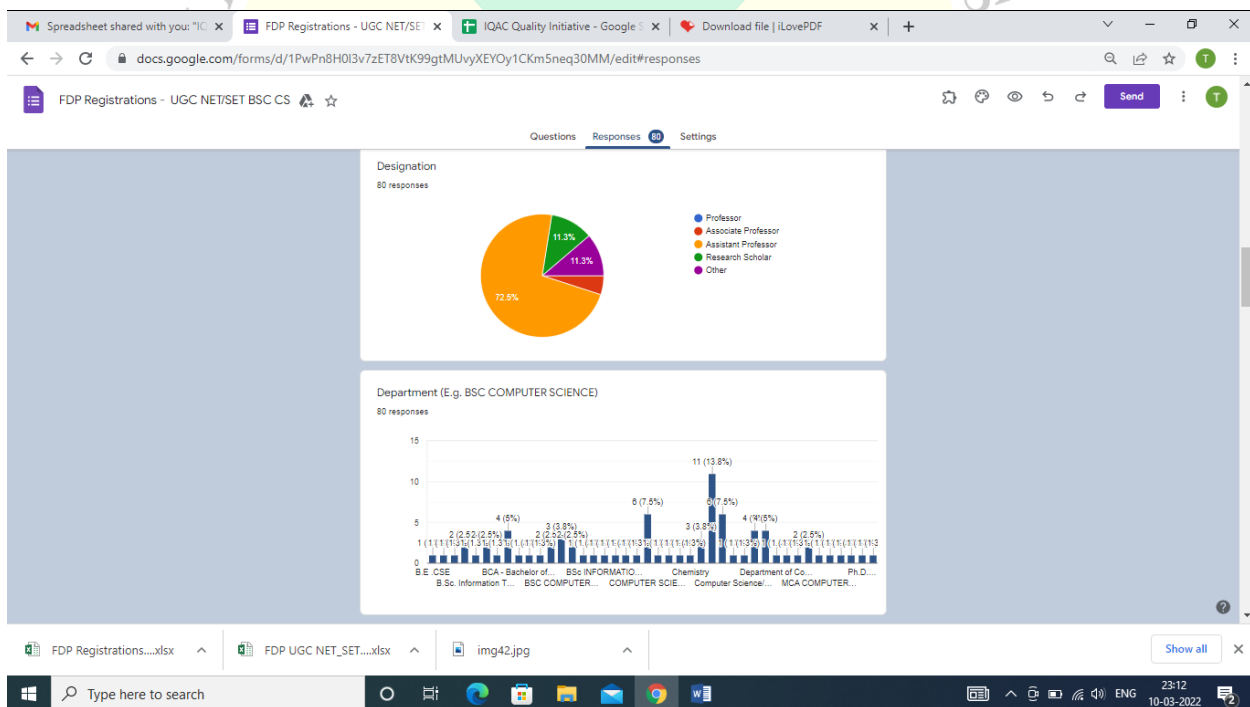 Spreadsheet shared with you: "IQ
FDP Registrations - UGC NET/SET
IQAC Quality Initiative - Google S
Download file | iLovePDF
docs.google.com/forms/d/1PwPn8H0I3v7zET8VtK99gtMUvyXEYOy1CKm5neq30MM/edit#responses
T
FDP Registrations - UGC NET/SET BSC CS
Send
T
Questions Responses 80 Settings
Designation
80 responses
Professor
Associate Professor
Assistant Professor
Research Scholar
Other
11.3%
11.3%
72.5%
Department (E.g. BSC COMPUTER SCIENCE)
80 responses
15
10
5
0
11 (13.8%)
6 (7.5%)
4 (5%)
3 (3.8%)
2 (2.5%)
B.E .CSE BCA - Bachelor of... BSc INFORMATIO... Chemistry Department of Co... Ph.D....
B.Sc. Information T... BSC COMPUTER... COMPUTER SCIE... Computer Science/... MCA COMPUTER...
FDP Registrations....xlsx
FDP UGC NET_SET....xlsx
img42.jpg
Show all
Type here to search
ENG
23:12
10-03-2022
2